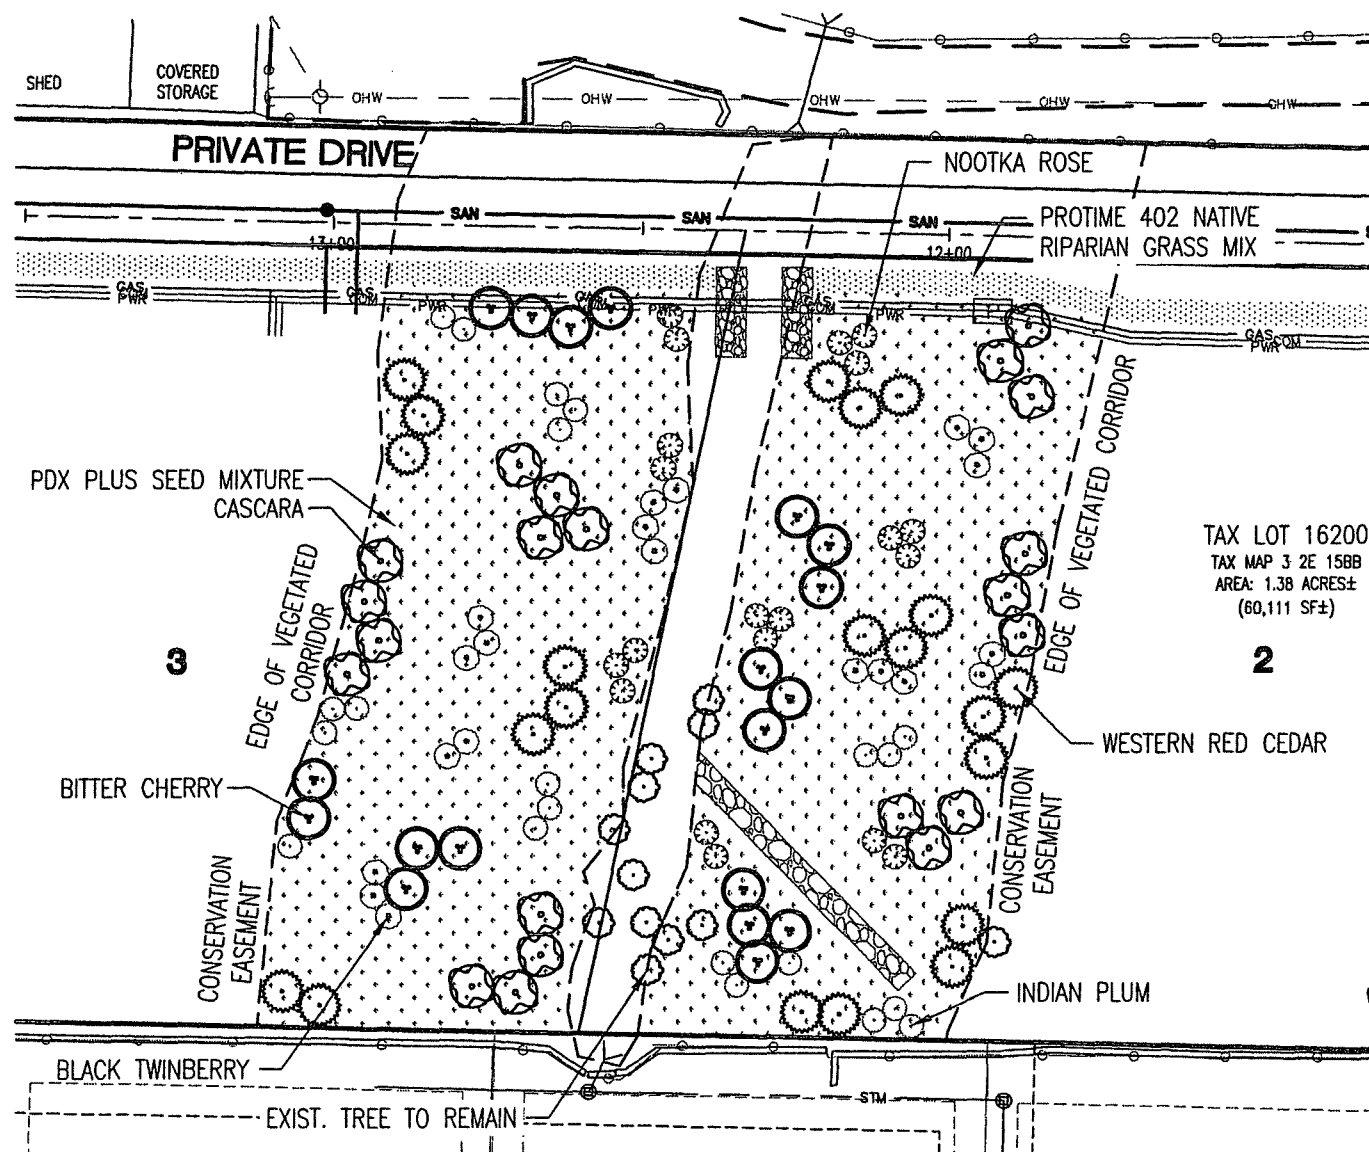 SHED
COVERED
STORAGE
OHW
OHW
OHW
OHW
OHW
PRIVATE DRIVE
NOOTKA ROSE
SAN
SAN
SAN
PROTIME 402 NATIVE
RIPARIAN GRASS MIX
13+00
12+00
GAS
PWR
GAS
COM
PWR
PWR
GAS
COM
PWR
GAS
COM
PWR
EDGE OF VEGETATED CORRIDOR
PDX PLUS SEED MIXTURE
CASCARA
TAX LOT 16200
TAX MAP 3 2E 15BB
AREA: 1.38 ACRES±
(60,111 SF±)
EDGE OF VEGETATED
CORRIDOR
3
2
WESTERN RED CEDAR
BITTER CHERRY
CONSERVATION
EASEMENT
CONSERVATION
EASEMENT
INDIAN PLUM
BLACK TWINBERRY
STM
EXIST. TREE TO REMAIN